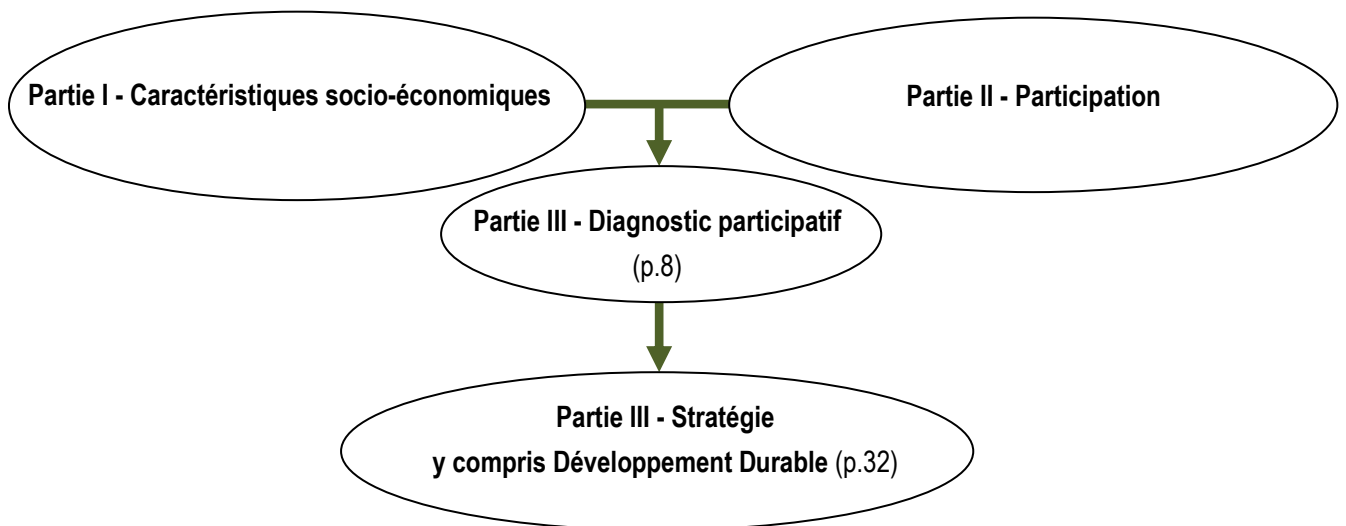 Partie I - Caractéristiques socio-économiques
Partie II - Participation
Partie III - Diagnostic participatif
(p.8)
Partie III - Stratégie
y compris Développement Durable (p.32)